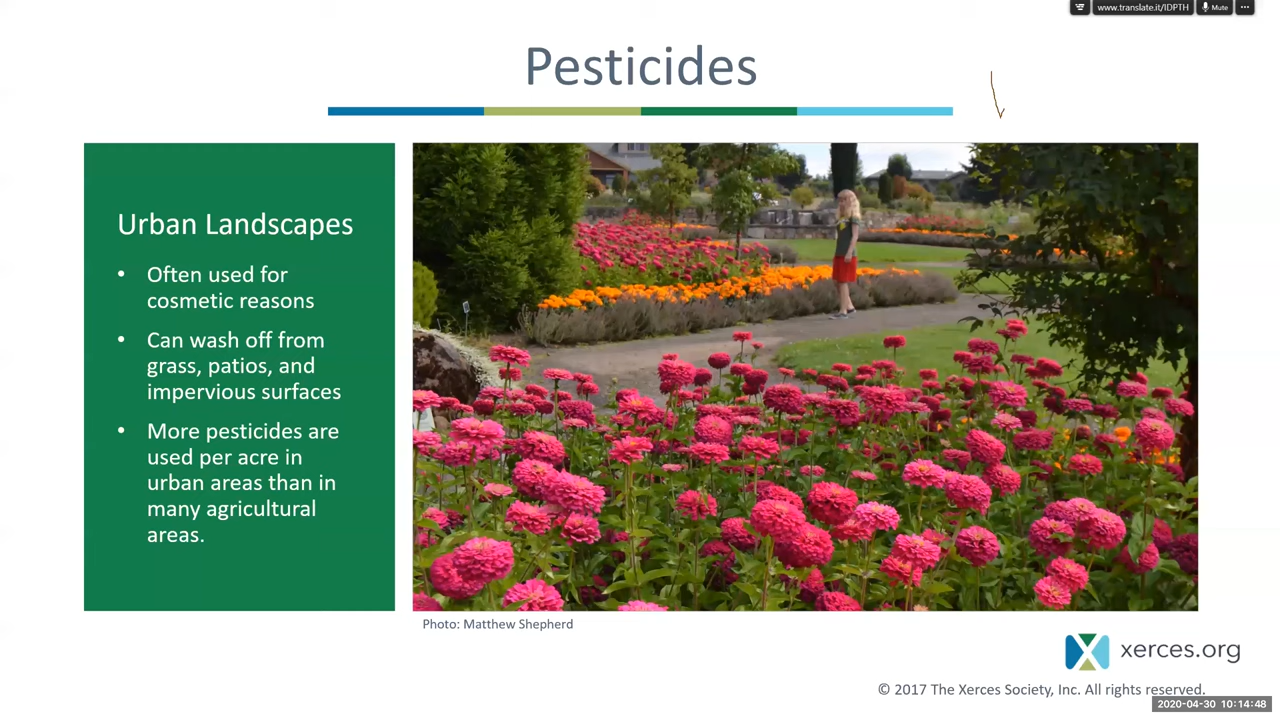 www.translate.it/IDPTH
Mute
Pesticides
Urban Landscapes
• Often used for
cosmetic reasons
• Can wash off from
grass, patios, and
impervious surfaces
• More pesticides are
used per acre in
urban areas than in
many agricultural
areas.
Photo: Matthew Shepherd
xerces.org
© 2017 The Xerces Society, Inc. All rights reserved.
2020-04-30 10:14:48